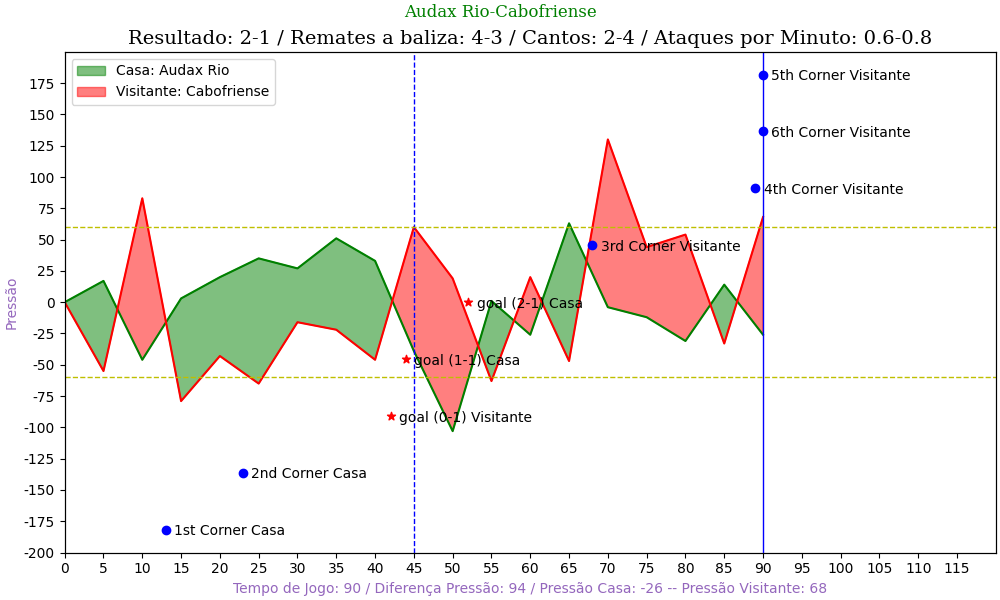 Audax Rio-Cabofriense
Resultado: 2-1 / Remates a baliza: 4-3 / Cantos: 2-4 / Ataques por Minuto: 0.6-0.8
Casa: Audax Rio
Visitante: Cabofriense
5th Corner Visitante
6th Corner Visitante
4th Corner Visitante
3rd Corner Visitante
goal (2-1) Casa
goal (1-1) Casa
goal (0-1) Visitante
2nd Corner Casa
1st Corner Casa
Pressão
175
150
125
100
75
50
25
0
-25
-50
-75
-100
-125
-150
-175
-200
0 5 10 15 20 25 30 35 40 45 50 55 60 65 70 75 80 85 90 95 100 105 110 115
Tempo de Jogo: 90 / Diferença Pressão: 94 / Pressão Casa: -26 -- Pressão Visitante: 68